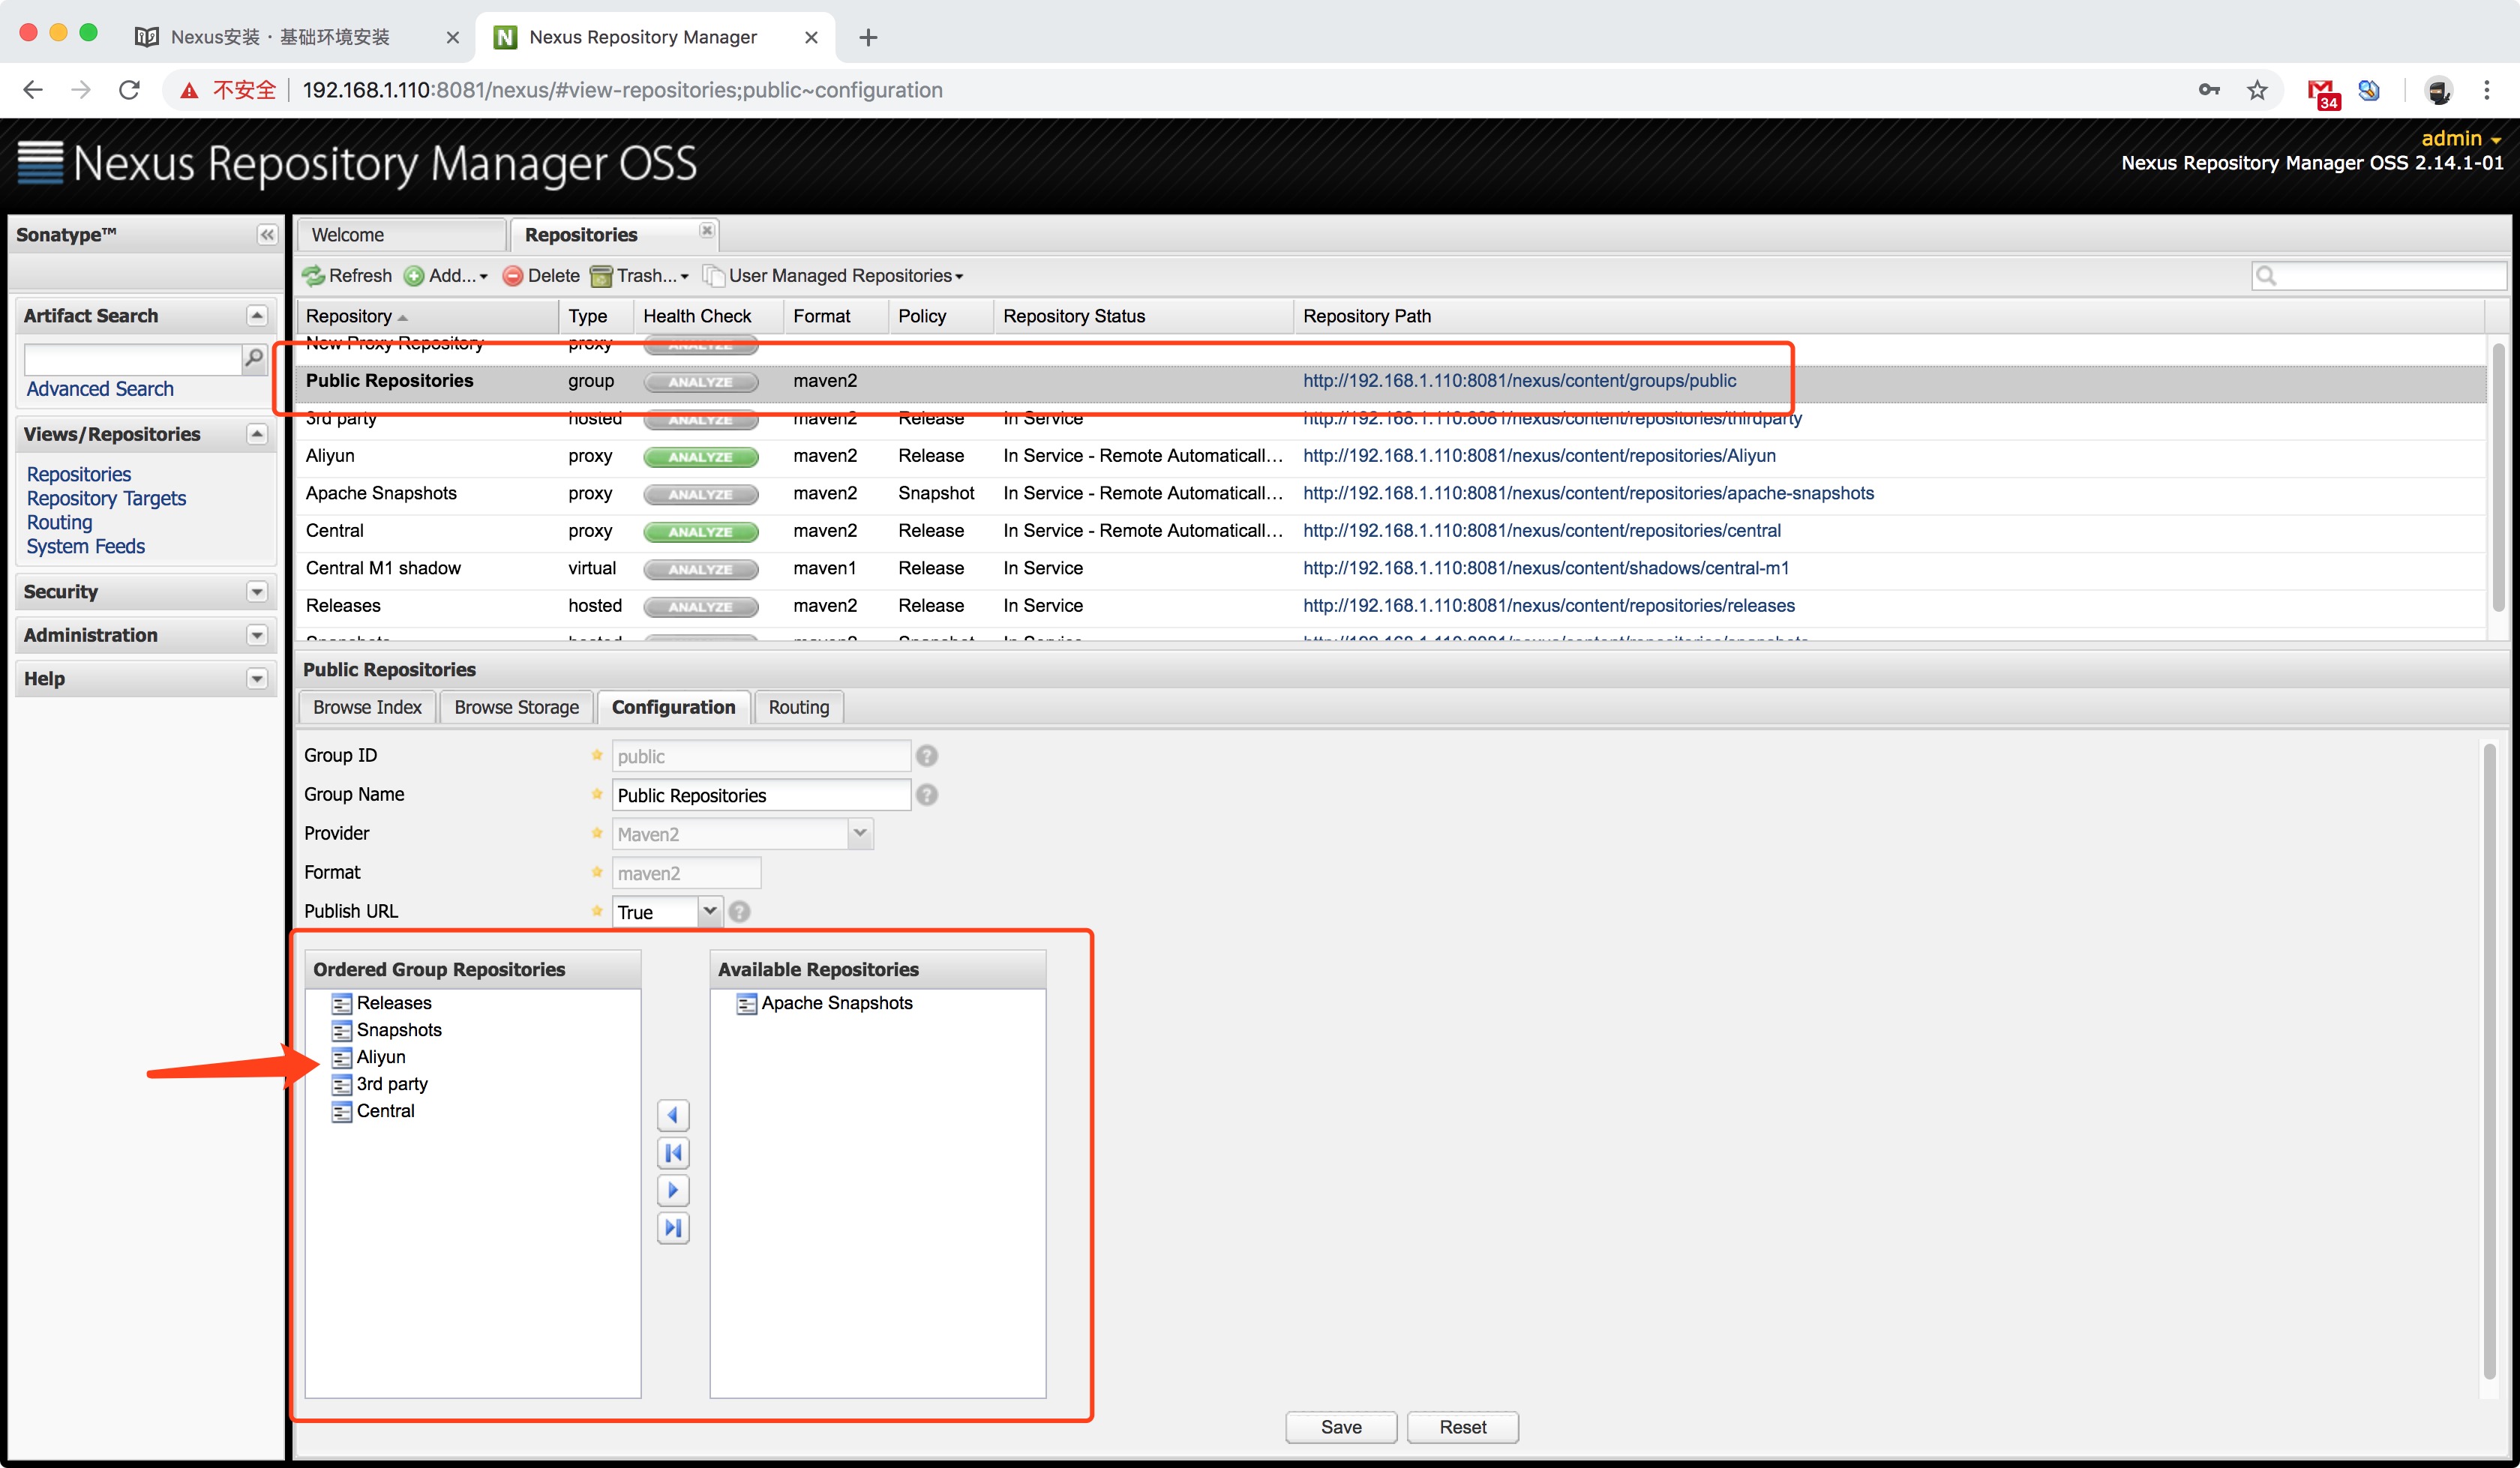 Nexus安装 · 基础环境安装
Nexus Repository Manager
不安全 192.168.1.110:8081/nexus/#view-repositories;public~configuration
34
Nexus Repository Manager OSS
admin
Nexus Repository Manager OSS 2.14.1-01
Sonatype™
Artifact Search
Advanced Search
Views/Repositories
Repositories
Repository Targets
Routing
System Feeds
Security
Administration
Help
Welcome Repositories
Refresh Add... Delete Trash... User Managed Repositories
Repository Type Health Check Format Policy Repository Status Repository Path
New Proxy Repository proxy ANALYZE
Public Repositories group ANALYZE maven2 http://192.168.1.110:8081/nexus/content/groups/public
3rd party hosted ANALYZE maven2 Release In Service http://192.168.1.110:8081/nexus/content/repositories/thirdparty
Aliyun proxy ANALYZE maven2 Release In Service - Remote Automaticall... http://192.168.1.110:8081/nexus/content/repositories/Aliyun
Apache Snapshots proxy ANALYZE maven2 Snapshot In Service - Remote Automaticall... http://192.168.1.110:8081/nexus/content/repositories/apache-snapshots
Central proxy ANALYZE maven2 Release In Service - Remote Automaticall... http://192.168.1.110:8081/nexus/content/repositories/central
Central M1 shadow virtual ANALYZE maven1 Release In Service http://192.168.1.110:8081/nexus/content/shadows/central-m1
Releases hosted ANALYZE maven2 Release In Service http://192.168.1.110:8081/nexus/content/repositories/releases
Snapshots hosted maven2 Snapshot In Service http://192.168.1.110:8081/nexus/content/repositories/snapshots
Public Repositories
Browse Index Browse Storage Configuration Routing
Group ID public
Group Name Public Repositories
Provider Maven2
Format maven2
Publish URL True
Ordered Group Repositories
Releases
Snapshots
Aliyun
3rd party
Central
Available Repositories
Apache Snapshots
Save Reset